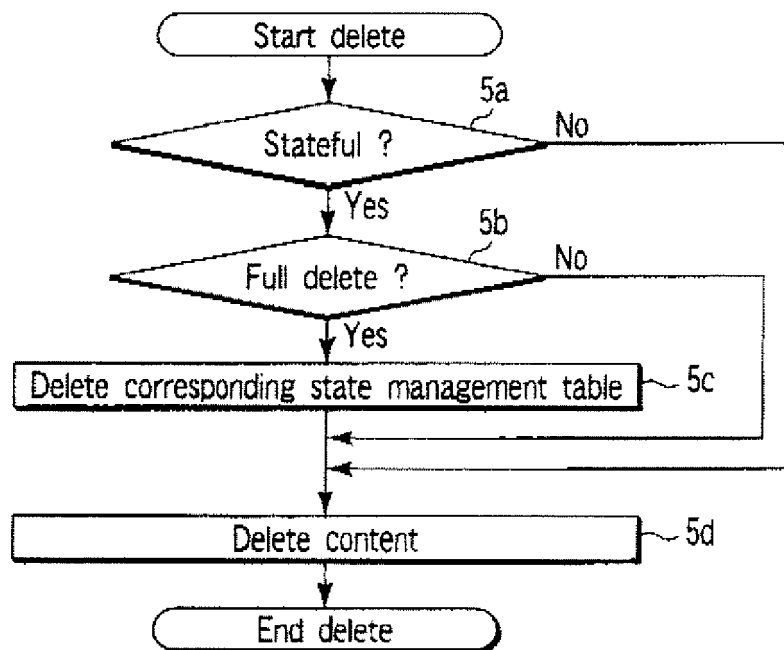 Start delete
5a
Stateful ?
No
Yes
5b
Full delete ?
No
Yes
Delete corresponding state management table
5c
Delete content
5d
End delete